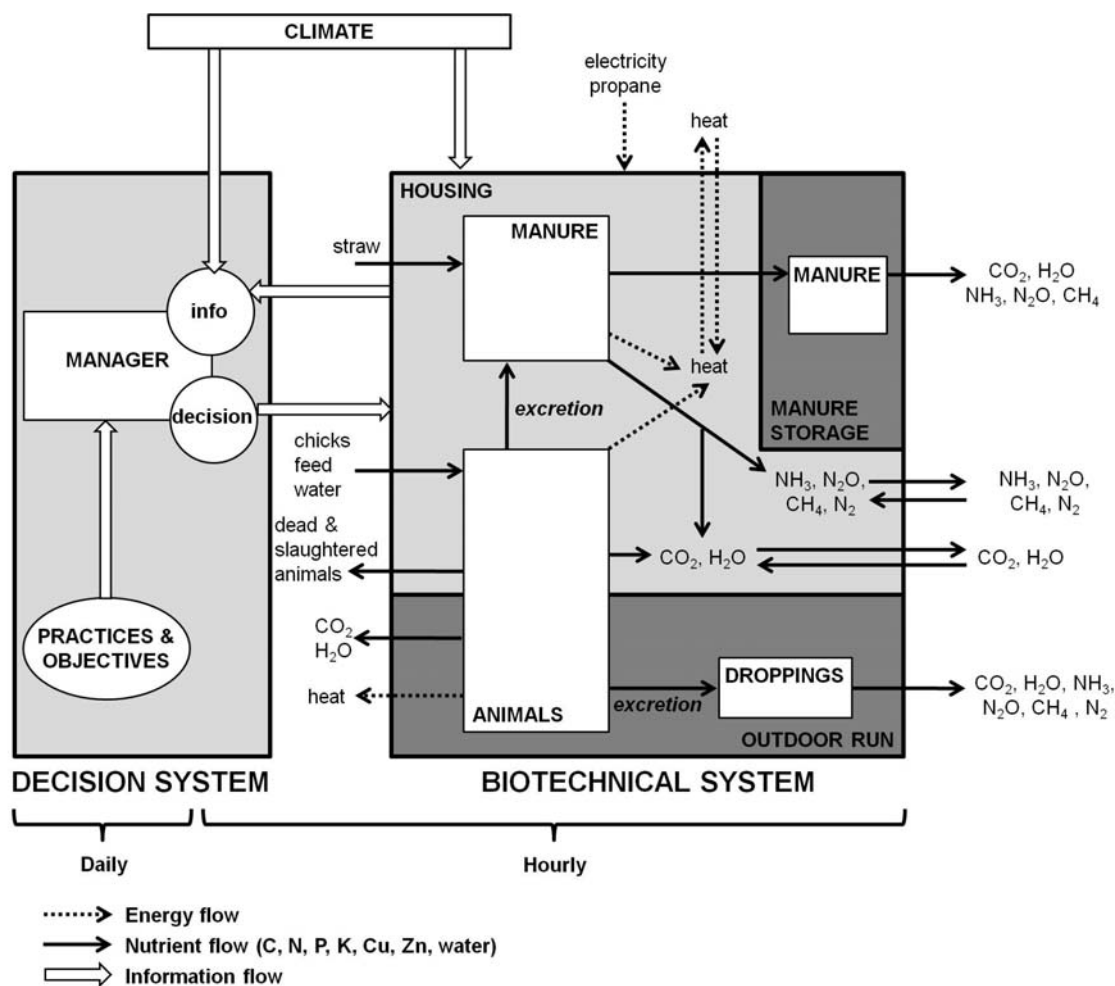 CLIMATE
electricity
propane
heat
HOUSING
MANURE
straw
MANURE
CO₂, H₂O
NH₃, N₂O, CH₄
info
MANAGER
heat
decision
excretion
MANURE
STORAGE
chicks
feed
water
NH₃, N₂O,
CH₄, N₂
NH₃, N₂O,
CH₄, N₂
dead &
slaughtered
animals
CO₂, H₂O
CO₂, H₂O
PRACTICES &
OBJECTIVES
CO₂
H₂O
heat
ANIMALS
excretion
DROPPINGS
CO₂, H₂O, NH₃,
N₂O, CH₄ , N₂
OUTDOOR RUN
DECISION SYSTEM
BIOTECHNICAL SYSTEM
Daily
Hourly
Energy flow
Nutrient flow (C, N, P, K, Cu, Zn, water)
Information flow